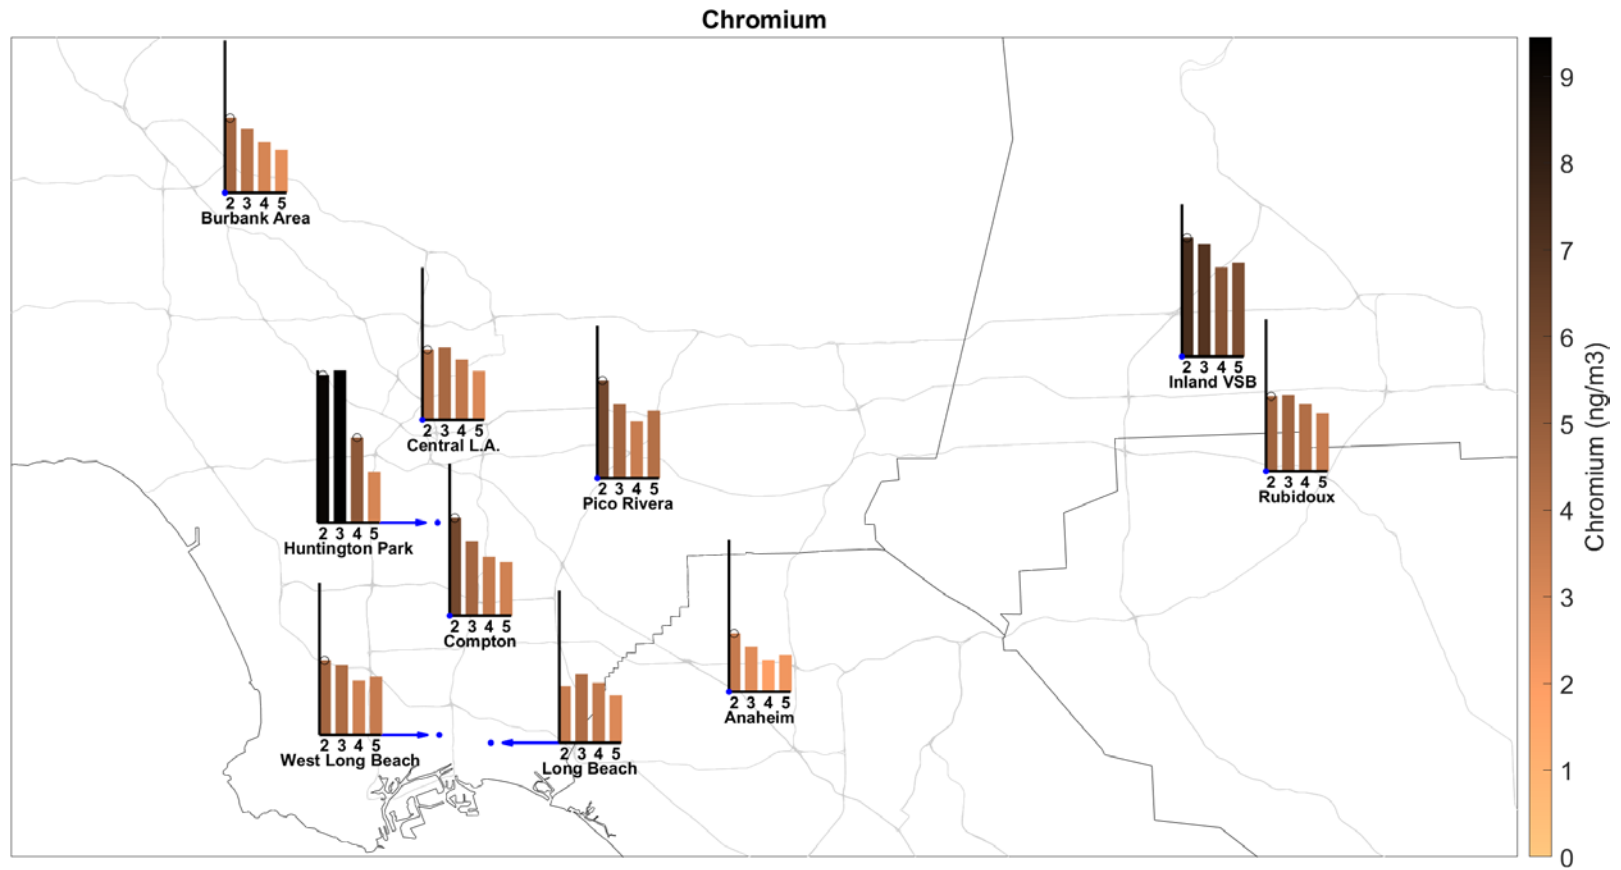 Chromium
9
8
7
6
5
4
3
2
1
0
Chromium (ng/m3)
2 3 4 5
Burbank Area
2 3 4 5
Central L.A.
2 3 4 5
Inland VSB
2 3 4 5
Rubidoux
2 3 4 5
Pico Rivera
2 3 4 5
Huntington Park
2 3 4 5
Compton
2 3 4 5
Anaheim
2 3 4 5
West Long Beach
2 3 4 5
Long Beach